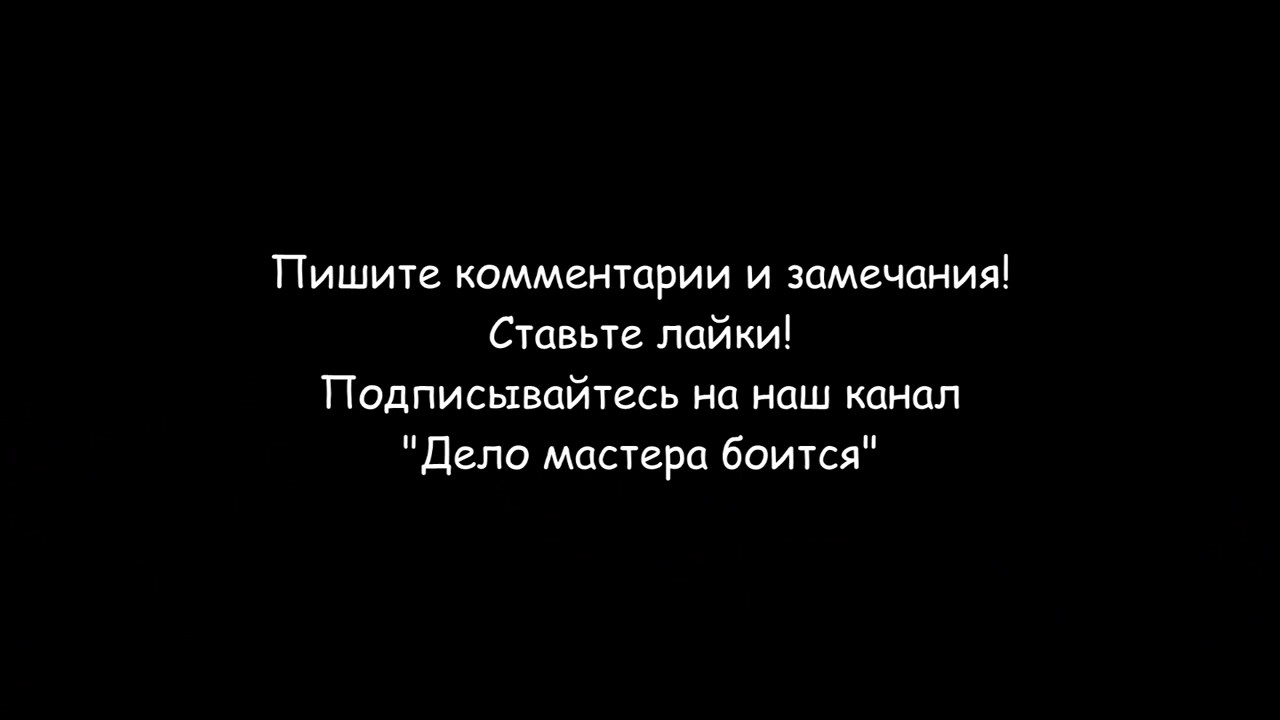 Пишите комментарии и замечания!
Ставьте лайки!
Подписывайтесь на наш канал
"Дело мастера боится"